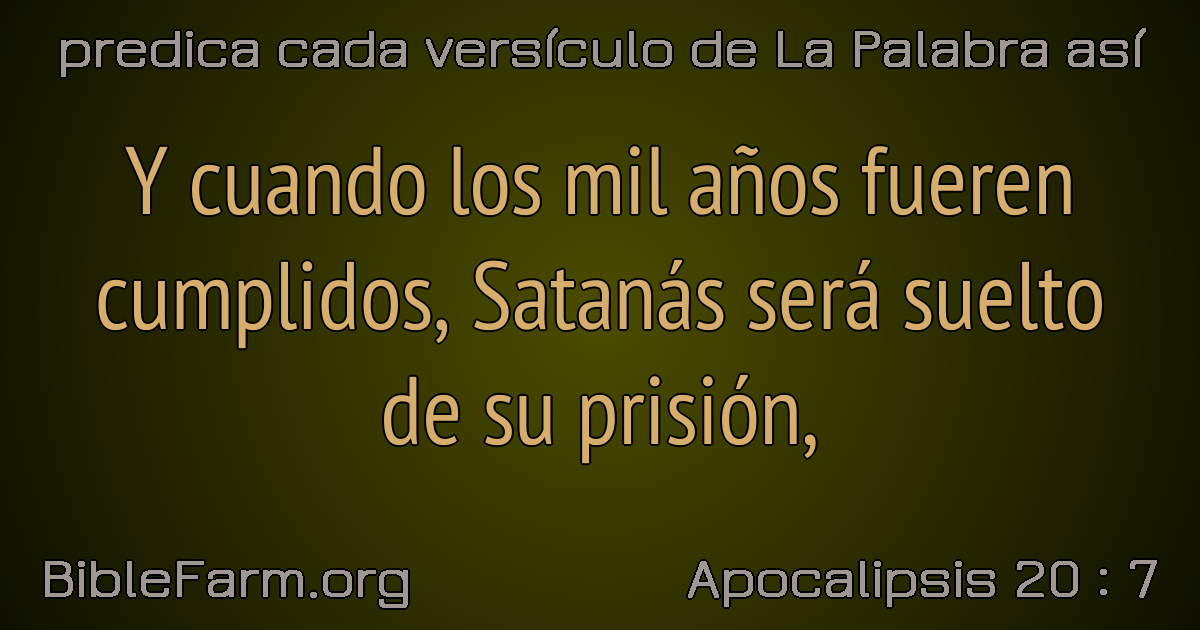 predica cada versículo de La Palabra así
Y cuando los mil años fueren
cumplidos, Satanás será suelto
de su prisión,
BibleFarm.org
Apocalipsis 20 : 7